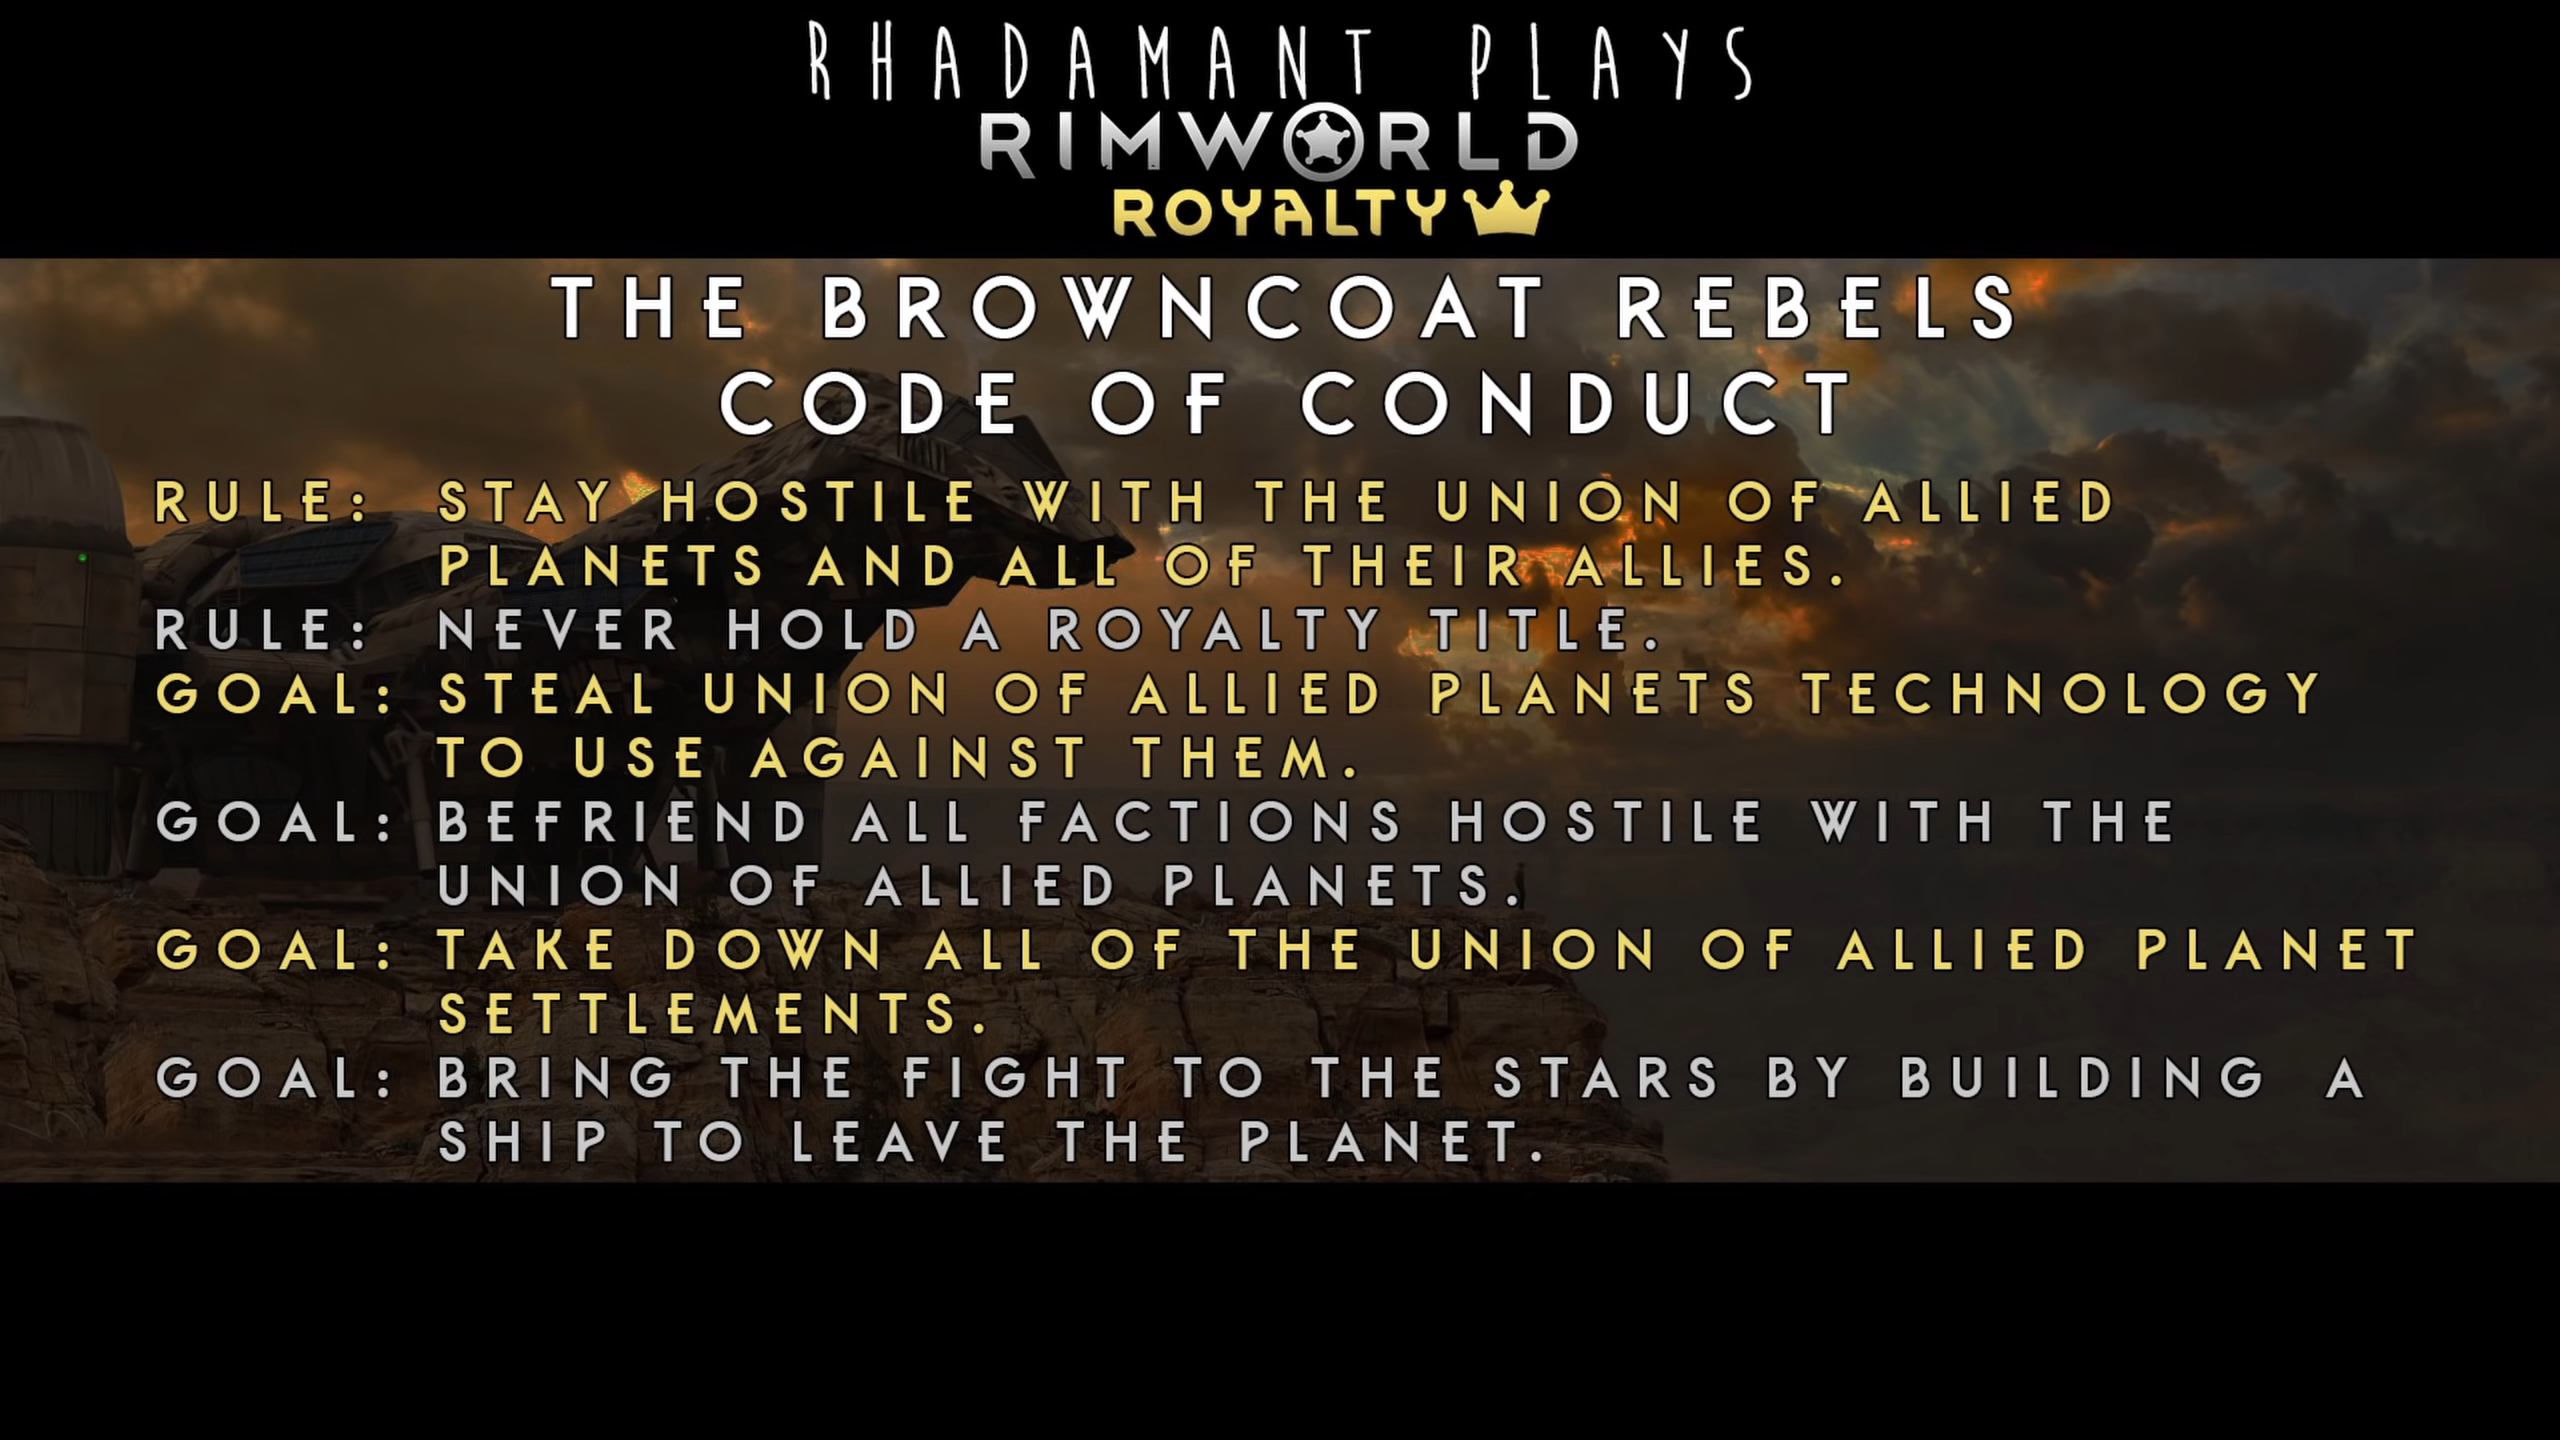 RHADAMANT PLAYS
RIMWORLD
ROYALTY
THE BROWNCOAT REBELS
CODE OF CONDUCT
RULE: STAY HOSTILE WITH THE UNION OF ALLIED
PLANETS AND ALL OF THEIR ALLIES.
RULE: NEVER HOLD A ROYALTY TITLE.
GOAL: STEAL UNION OF ALLIED PLANETS TECHNOLOGY
TO USE AGAINST THEM.
GOAL: BEFRIEND ALL FACTIONS HOSTILE WITH THE
UNION OF ALLIED PLANETS.
GOAL: TAKE DOWN ALL OF THE UNION OF ALLIED PLANET
SETTLEMENTS.
GOAL: BRING THE FIGHT TO THE STARS BY BUILDING A
SHIP TO LEAVE THE PLANET.